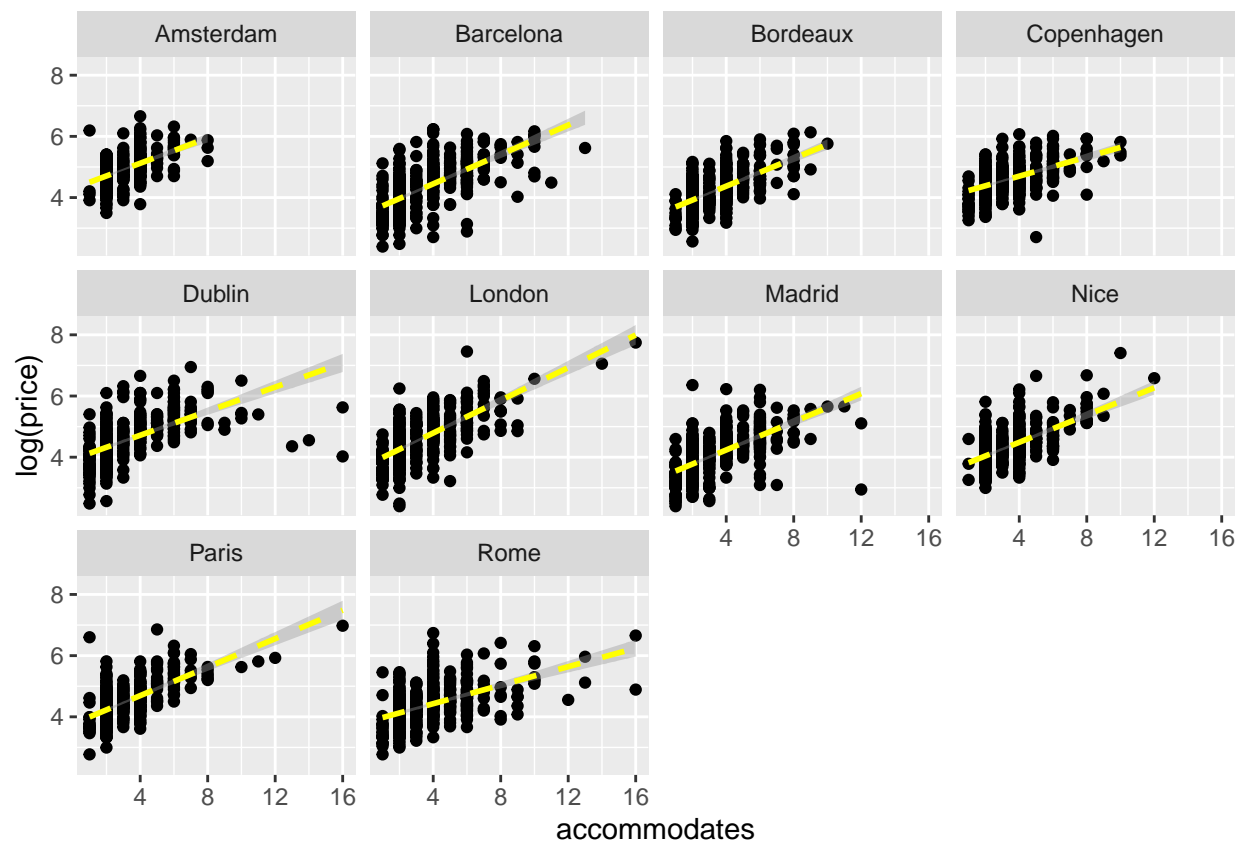 Amsterdam Barcelona Bordeaux Copenhagen
8
6
4
Dublin London Madrid Nice
8
6
4
4 8 12 16 4 8 12 16
Paris Rome
8
6
4
4 8 12 16 4 8 12 16
accommodates
log(price)